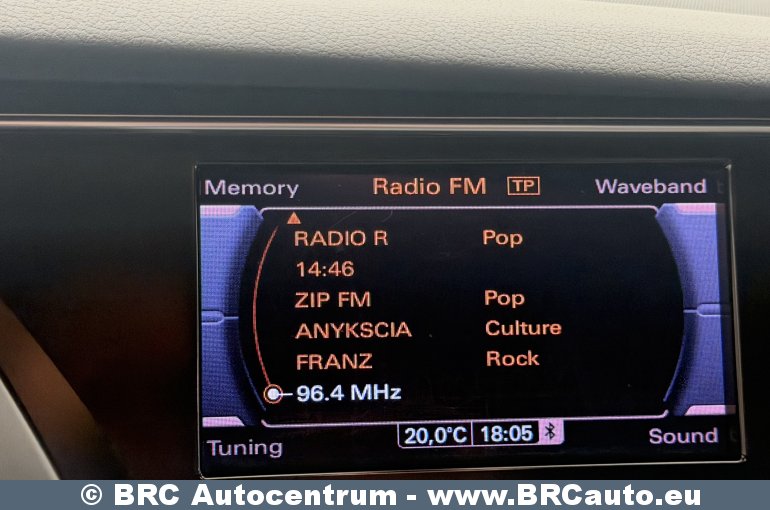 Memory Radio FM TP Waveband
RADIO R Pop
14:46
ZIP FM Pop
ANYKSCIA Culture
FRANZ Rock
96.4 MHz
Tuning 20,0°C 18:05 Sound
© BRC Autocentrum - www.BRCauto.eu